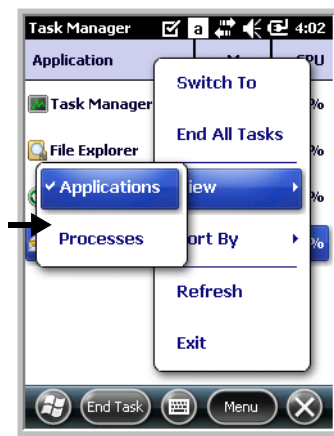 Task Manager a 4:02
Application M CPU
Switch To
Task Manager %
End All Tasks
File Explorer %
Applications iew %
Processes ort By %
Refresh
Exit
End Task Menu